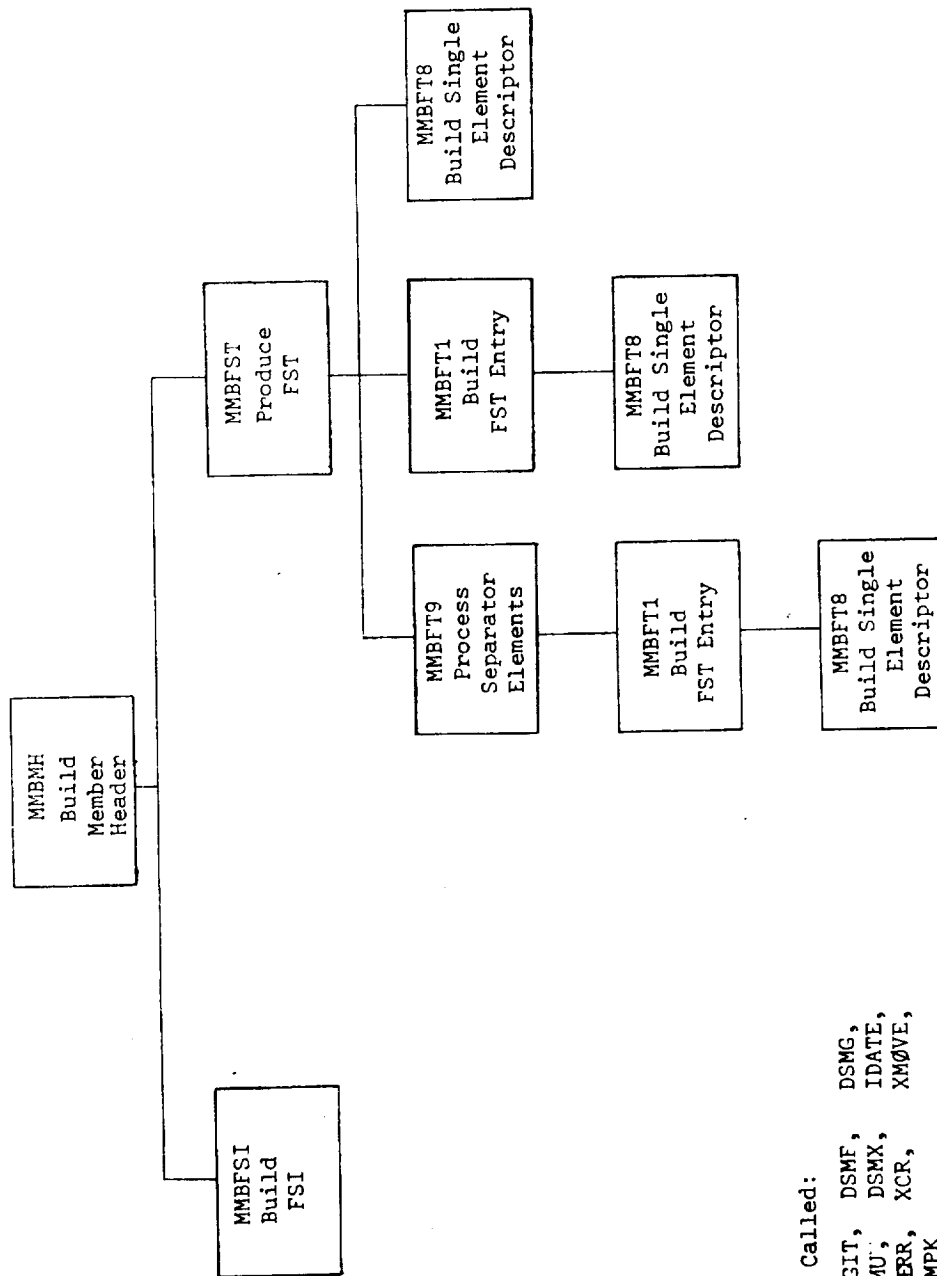 MMBMH
Build
Member
Header
MMBFSI
Build
FSI
MMBFST
Produce
FST
MMBFT9
Process
Separator
Elements
MMBFT1
Build
FST Entry
MMBFT8
Build Single
Element
Descriptor
MMBFT1
Build
FST Entry
MMBFT8
Build Single
Element
Descriptor
MMBFT8
Build Single
Element
Descriptor
Called:
DSMF, DSMG,
DSMX, IDATE,
XCR, XMØVE,